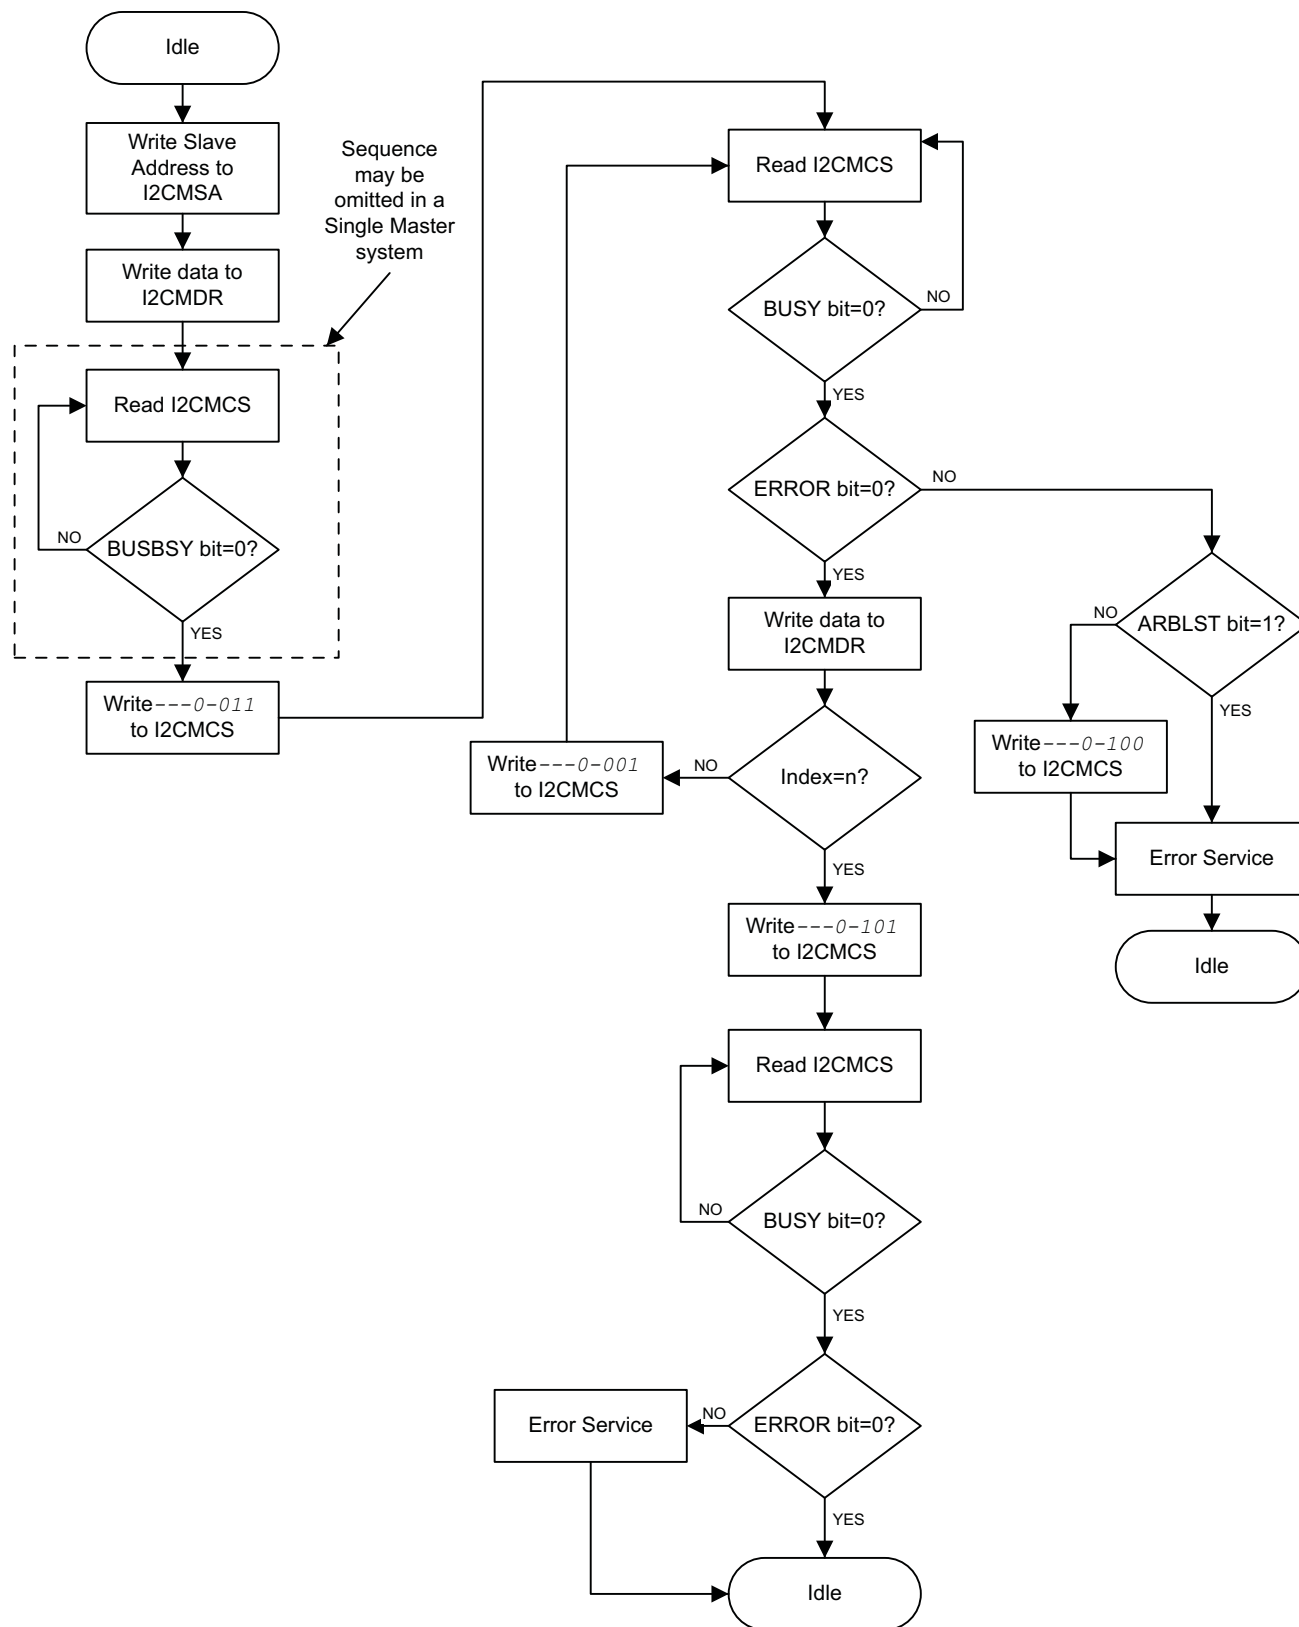 Idle
Write Slave
Address to
I2CMSA
Write data to
I2CMDR
Sequence
may be
omitted in a
Single Master
system
Read I2CMCS
BUSBSY bit=0?
NO
YES
Write ---0-011
to I2CMCS
Read I2CMCS
BUSY bit=0?
NO
YES
ERROR bit=0?
NO
YES
Write data to
I2CMDR
Index=n?
NO
Write ---0-001
to I2CMCS
YES
Write ---0-101
to I2CMCS
Read I2CMCS
BUSY bit=0?
NO
YES
ERROR bit=0?
NO
Error Service
YES
Idle
ARBLST bit=1?
NO
Write ---0-100
to I2CMCS
YES
Error Service
Idle